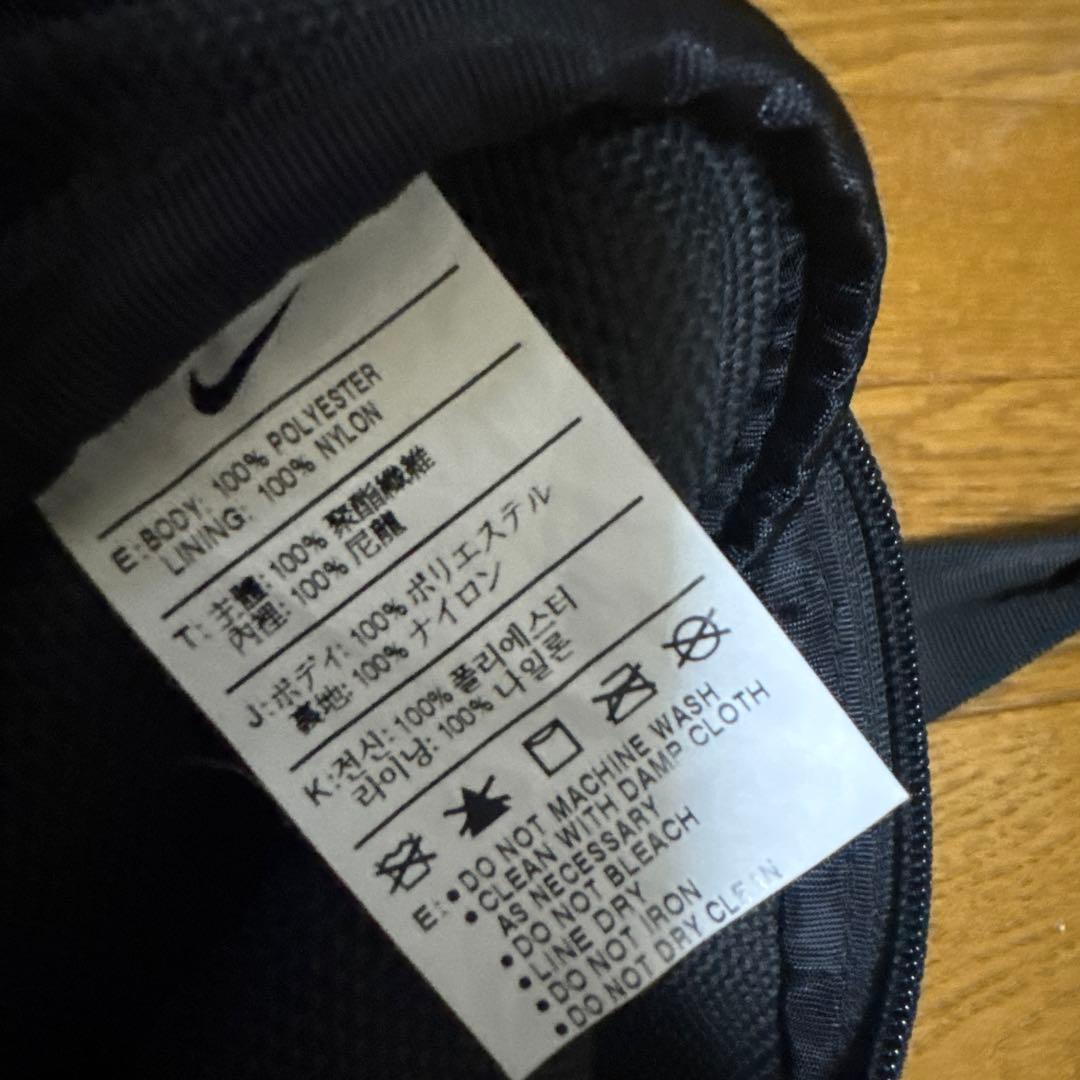 E: BODY: 100% POLYESTER
LINING: 100% NYLON
T: 主體: 100% 聚酯纖維
內裡: 100% 尼龍
J: ボディ: 100% ポリエステル
裏地: 100% ナイロン
K: 전신: 100% 폴리에스터
라이닝: 100% 나일론
E: •DO NOT MACHINE WASH
•CLEAN WITH DAMP CLOTH
AS NECESSARY
•DO NOT BLEACH
•LINE DRY
•DO NOT IRON
•DO NOT DRY CLEAN